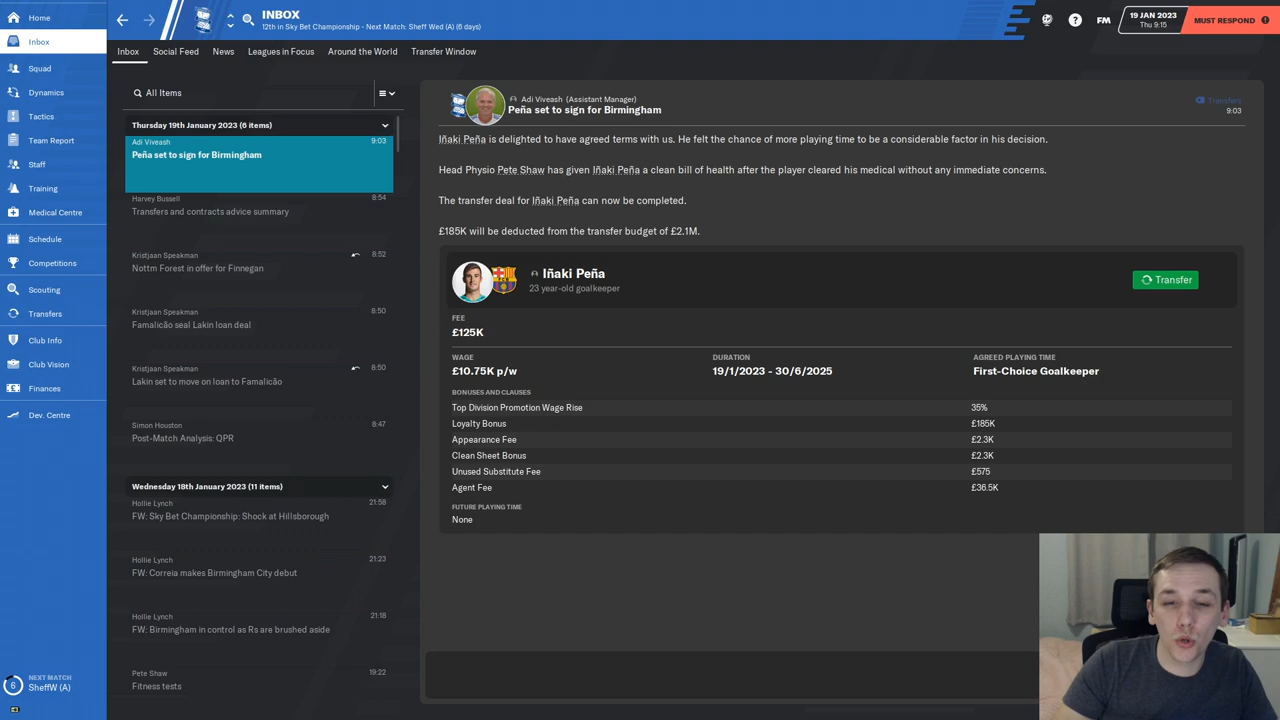 Home
Inbox
Squad
Dynamics
Tactics
Team Report
Staff
Training
Medical Centre
Schedule
Competitions
Scouting
Transfers
Club Info
Club Vision
Finances
Dev. Centre
6
NEXT MATCH
SheffW (A)
INBOX
12th in Sky Bet Championship - Next Match: Sheff Wed (A) (6 days)
?
FM
19 JAN 2023
Thu 9:15
MUST RESPOND
Inbox
Social Feed
News
Leagues in Focus
Around the World
Transfer Window
All Items
Thursday 19th January 2023 (6 items)
Adi Viveash 9:03
Peña set to sign for Birmingham
Harvey Bussell 8:54
Transfers and contracts advice summary
Kristjaan Speakman 8:52
Nottm Forest in offer for Finnegan
Kristjaan Speakman 8:50
Famalicão seal Lakin loan deal
Kristjaan Speakman 8:50
Lakin set to move on loan to Famalicão
Simon Houston 8:47
Post-Match Analysis: QPR
Wednesday 18th January 2023 (11 items)
Hollie Lynch 21:58
FW: Sky Bet Championship: Shock at Hillsborough
Hollie Lynch 21:23
FW: Correia makes Birmingham City debut
Hollie Lynch 21:18
FW: Birmingham in control as Rs are brushed aside
Pete Shaw 19:22
Fitness tests
Adi Viveash (Assistant Manager)
Peña set to sign for Birmingham
Transfers
9:03
Iñaki Peña is delighted to have agreed terms with us. He felt the chance of more playing time to be a considerable factor in his decision.
Head Physio Pete Shaw has given Iñaki Peña a clean bill of health after the player cleared his medical without any immediate concerns.
The transfer deal for Iñaki Peña can now be completed.
£185K will be deducted from the transfer budget of £2.1M.
Iñaki Peña
23 year-old goalkeeper
Transfer
FEE
£125K
WAGE DURATION AGREED PLAYING TIME
£10.75K p/w 19/1/2023 - 30/6/2025 First-Choice Goalkeeper
BONUSES AND CLAUSES
Top Division Promotion Wage Rise 35%
Loyalty Bonus £185K
Appearance Fee £2.3K
Clean Sheet Bonus £2.3K
Unused Substitute Fee £575
Agent Fee £36.5K
FUTURE PLAYING TIME
None